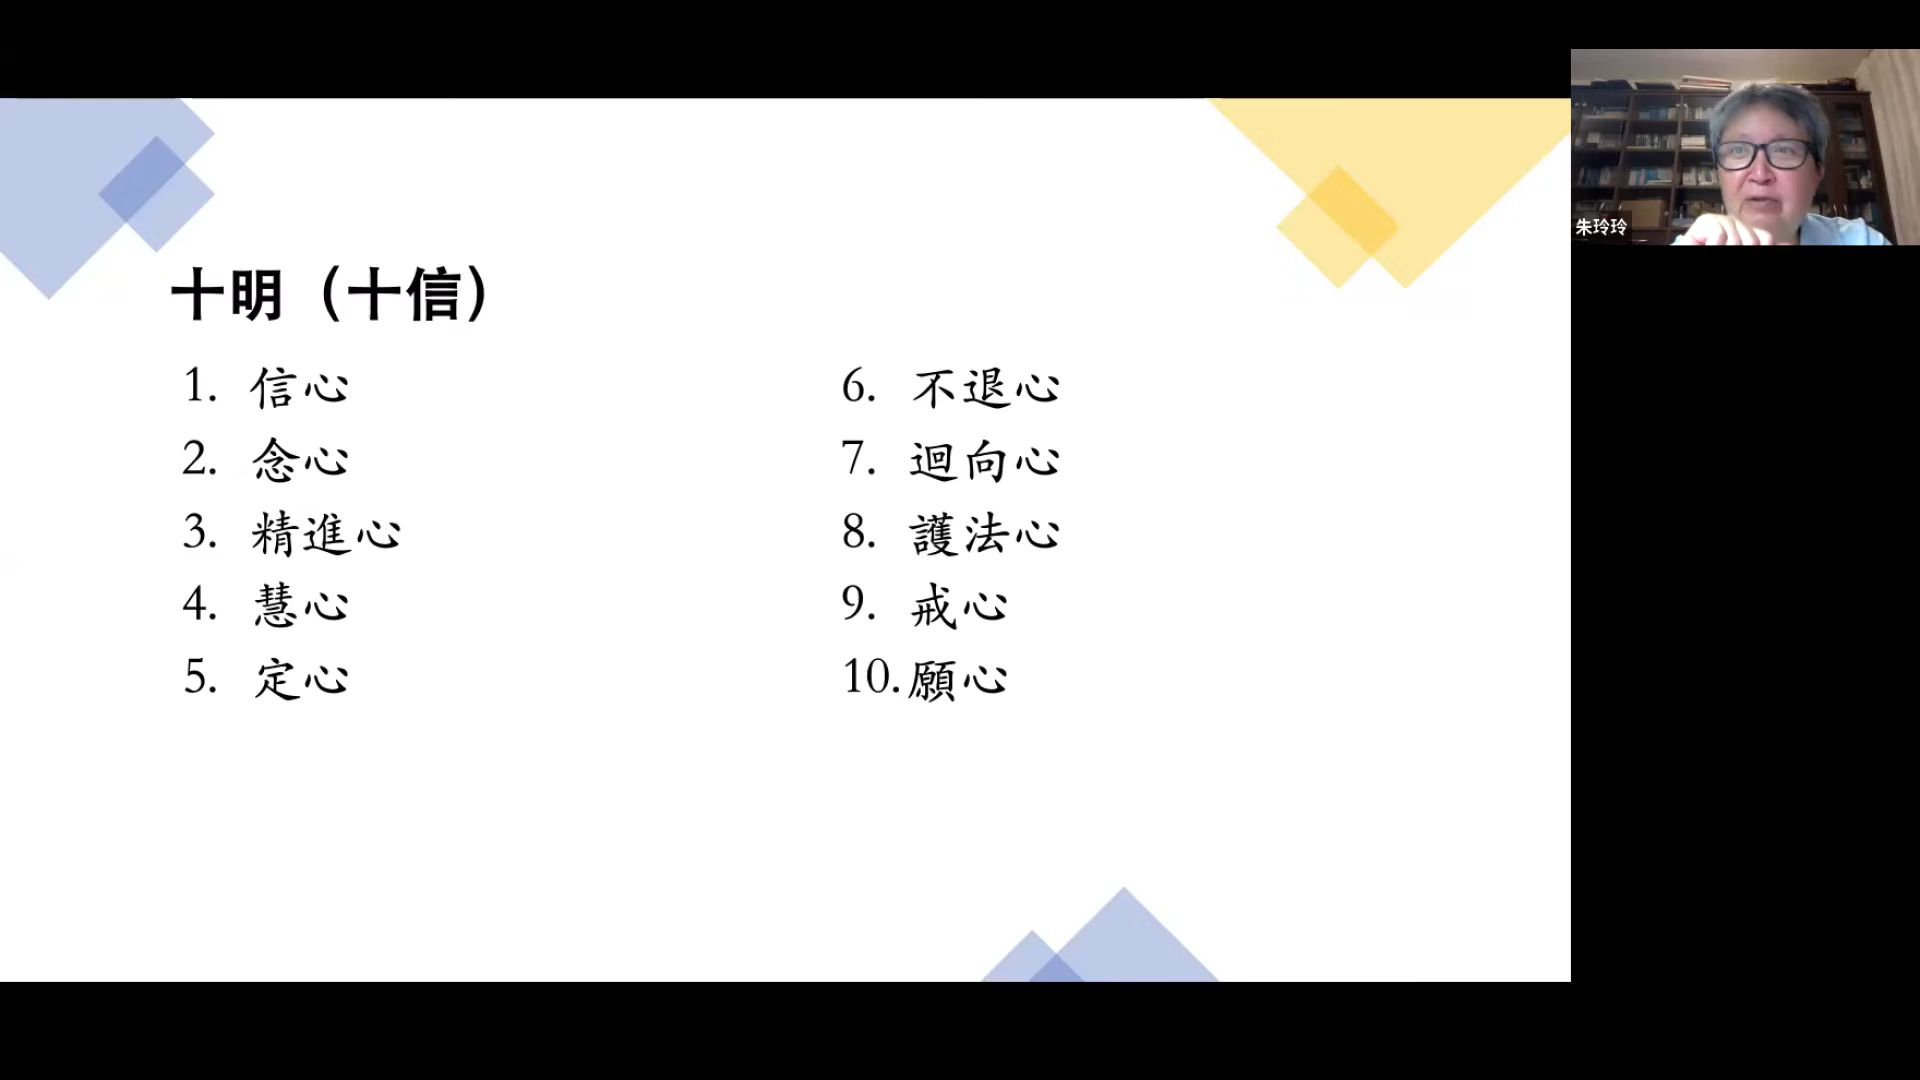 十明（十信）
1. 信心
2. 念心
3. 精進心
4. 慧心
5. 定心
6. 不退心
7. 迴向心
8. 護法心
9. 戒心
10. 願心
朱玲玲